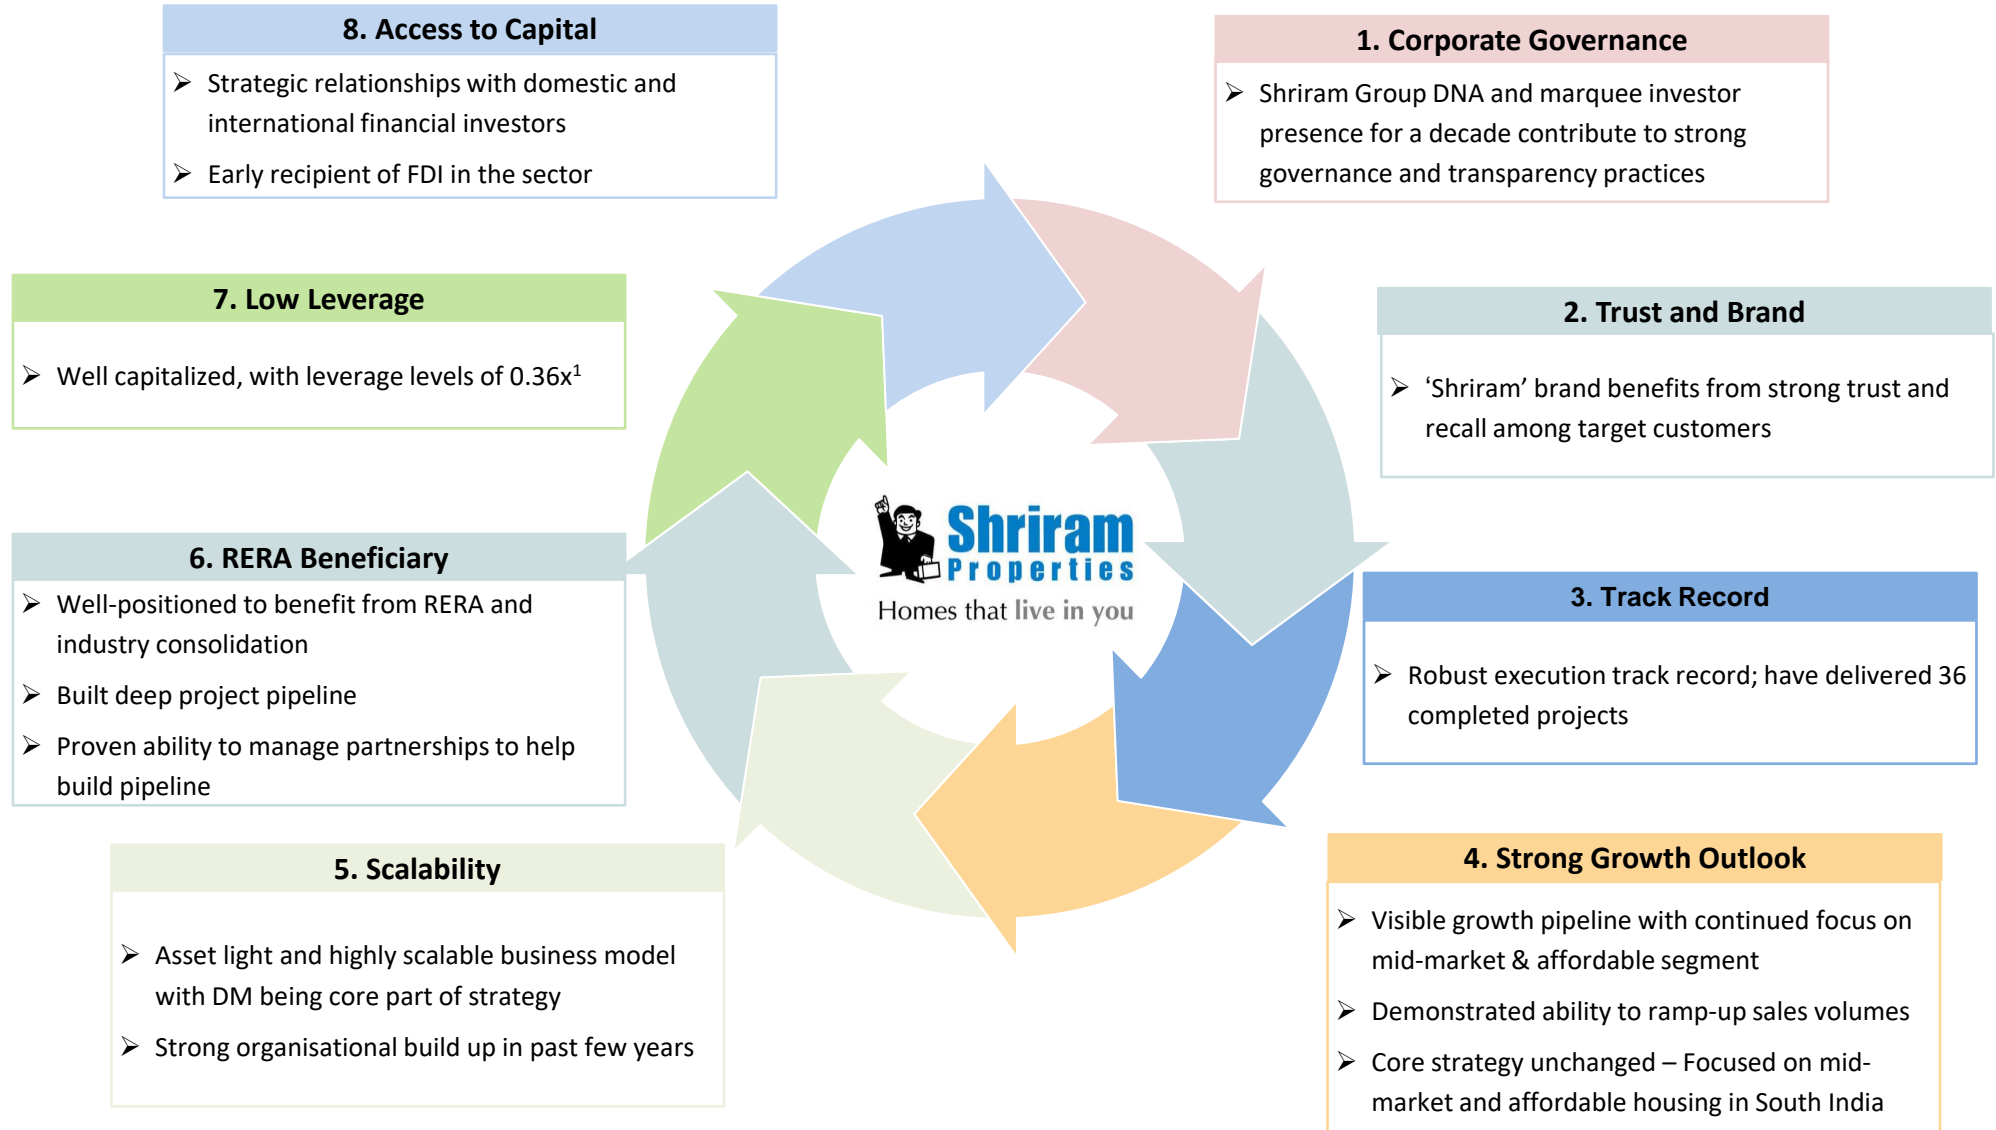 8. Access to Capital
➢ Strategic relationships with domestic and
international financial investors
➢ Early recipient of FDI in the sector
1. Corporate Governance
➢ Shriram Group DNA and marquee investor
presence for a decade contribute to strong
governance and transparency practices
7. Low Leverage
➢ Well capitalized, with leverage levels of 0.36x¹
2. Trust and Brand
➢ ‘Shriram’ brand benefits from strong trust and
recall among target customers
Shriram
Properties
Homes that live in you
6. RERA Beneficiary
➢ Well-positioned to benefit from RERA and
industry consolidation
➢ Built deep project pipeline
➢ Proven ability to manage partnerships to help
build pipeline
3. Track Record
➢ Robust execution track record; have delivered 36
completed projects
5. Scalability
➢ Asset light and highly scalable business model
with DM being core part of strategy
➢ Strong organisational build up in past few years
4. Strong Growth Outlook
➢ Visible growth pipeline with continued focus on
mid-market & affordable segment
➢ Demonstrated ability to ramp-up sales volumes
➢ Core strategy unchanged – Focused on mid-
market and affordable housing in South India